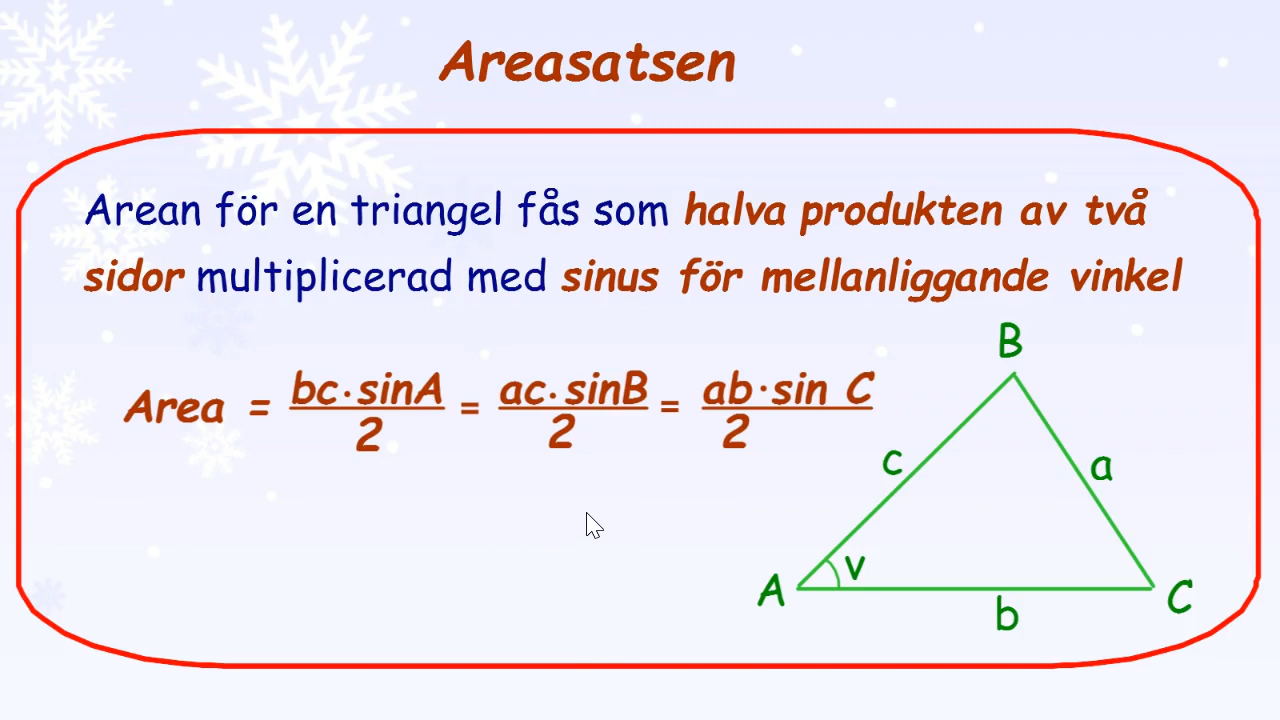 Areasatsen
Arean för en triangel fås som halva produkten av två
sidor multiplicerad med sinus för mellanliggande vinkel
Area = bc·sinA/2 = ac·sinB/2 = ab·sin C/2
B
c
a
A
v
b
C